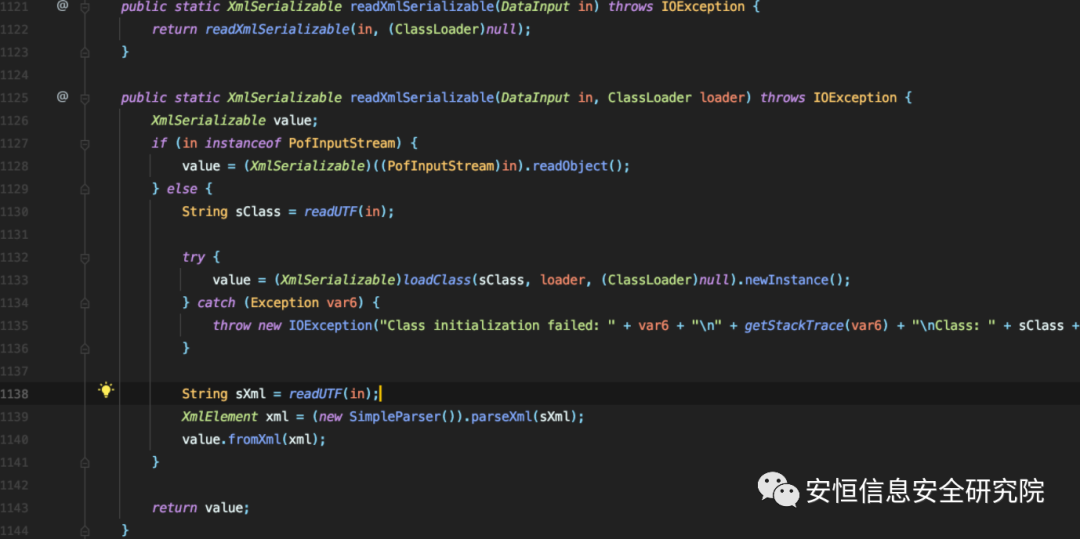 1121 @ public static XmlSerializable readXmlSerializable(DataInput in) throws IOException {
1122 return readXmlSerializable(in, (ClassLoader)null);
1123 }
1124
1125 @ public static XmlSerializable readXmlSerializable(DataInput in, ClassLoader loader) throws IOException {
1126 XmlSerializable value;
1127 if (in instanceof PofInputStream) {
1128 value = (XmlSerializable)((PofInputStream)in).readObject();
1129 } else {
1130 String sClass = readUTF(in);
1131
1132 try {
1133 value = (XmlSerializable)loadClass(sClass, loader, (ClassLoader)null).newInstance();
1134 } catch (Exception var6) {
1135 throw new IOException("Class initialization failed: " + var6 + "\n" + getStackTrace(var6) + "\nClass: " + sClass +
1136 }
1137
1138 String sXml = readUTF(in);
1139 XmlElement xml = (new SimpleParser()).parseXml(sXml);
1140 value.fromXml(xml);
1141 }
1142
1143 return value;
1144 }
安恒信息安全研究院